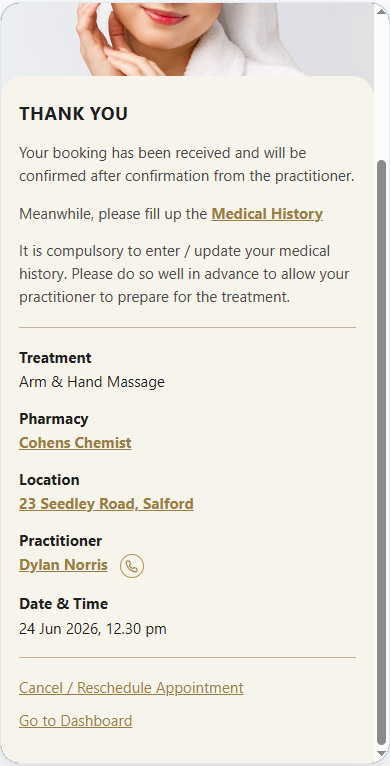 THANK YOU
Your booking has been received and will be
confirmed after confirmation from the practitioner.
Meanwhile, please fill up the Medical History
It is compulsory to enter / update your medical
history. Please do so well in advance to allow your
practitioner to prepare for the treatment.
Treatment
Arm & Hand Massage
Pharmacy
Cohens Chemist
Location
23 Seedley Road, Salford
Practitioner
Dylan Norris
Date & Time
24 Jun 2026, 12.30 pm
Cancel / Reschedule Appointment
Go to Dashboard